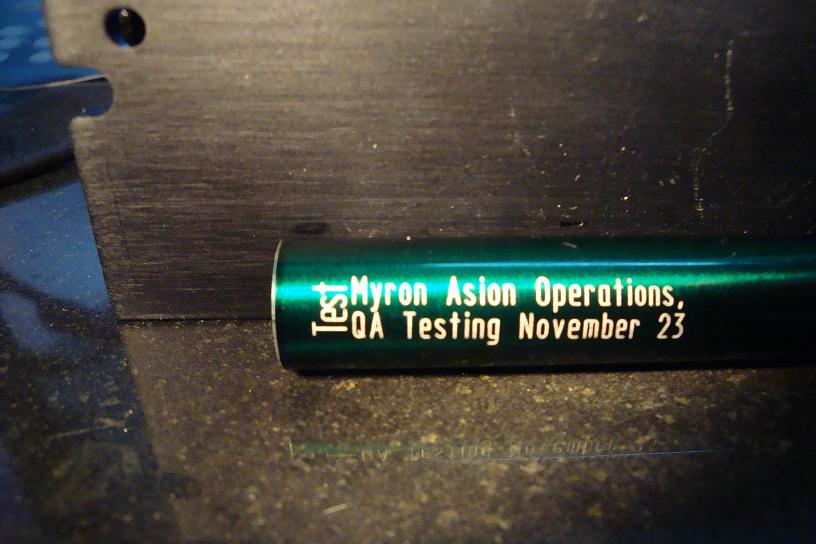 Test
Myron Asion Operations,
QA Testing November 23